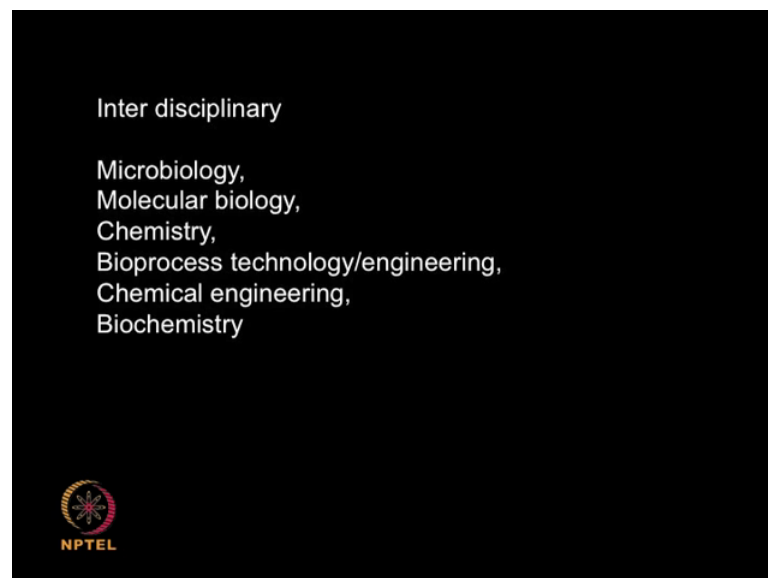 Inter disciplinary
Microbiology,
Molecular biology,
Chemistry,
Bioprocess technology/engineering,
Chemical engineering,
Biochemistry
NPTEL